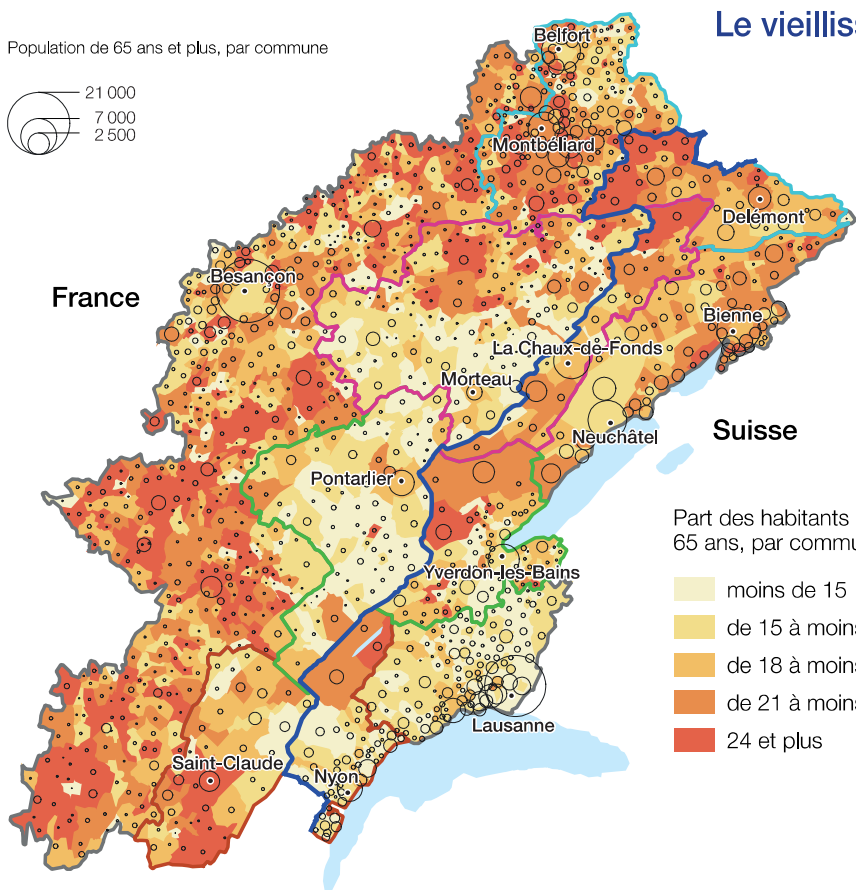 Le vieillis
Population de 65 ans et plus, par commune
21 000
7 000
2 500
Belfort
Montbéliard
Delémont
Besançon
France
Bienne
La Chaux-de-Fonds
Morteau
Neuchâtel
Suisse
Pontarlier
Part des habitants
65 ans, par commu
Yverdon-les-Bains
moins de 15
de 15 à moins
de 18 à moins
de 21 à moins
24 et plus
Lausanne
Saint-Claude
Nyon